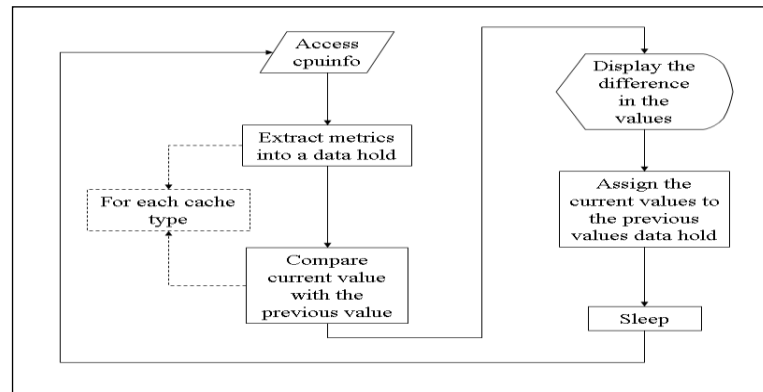 Access
cpuinfo
Extract metrics
into a data hold
For each cache
type
Compare
current value
with the
previous value
Display the
difference
in the
values
Assign the
current values to
the previous
values data hold
Sleep